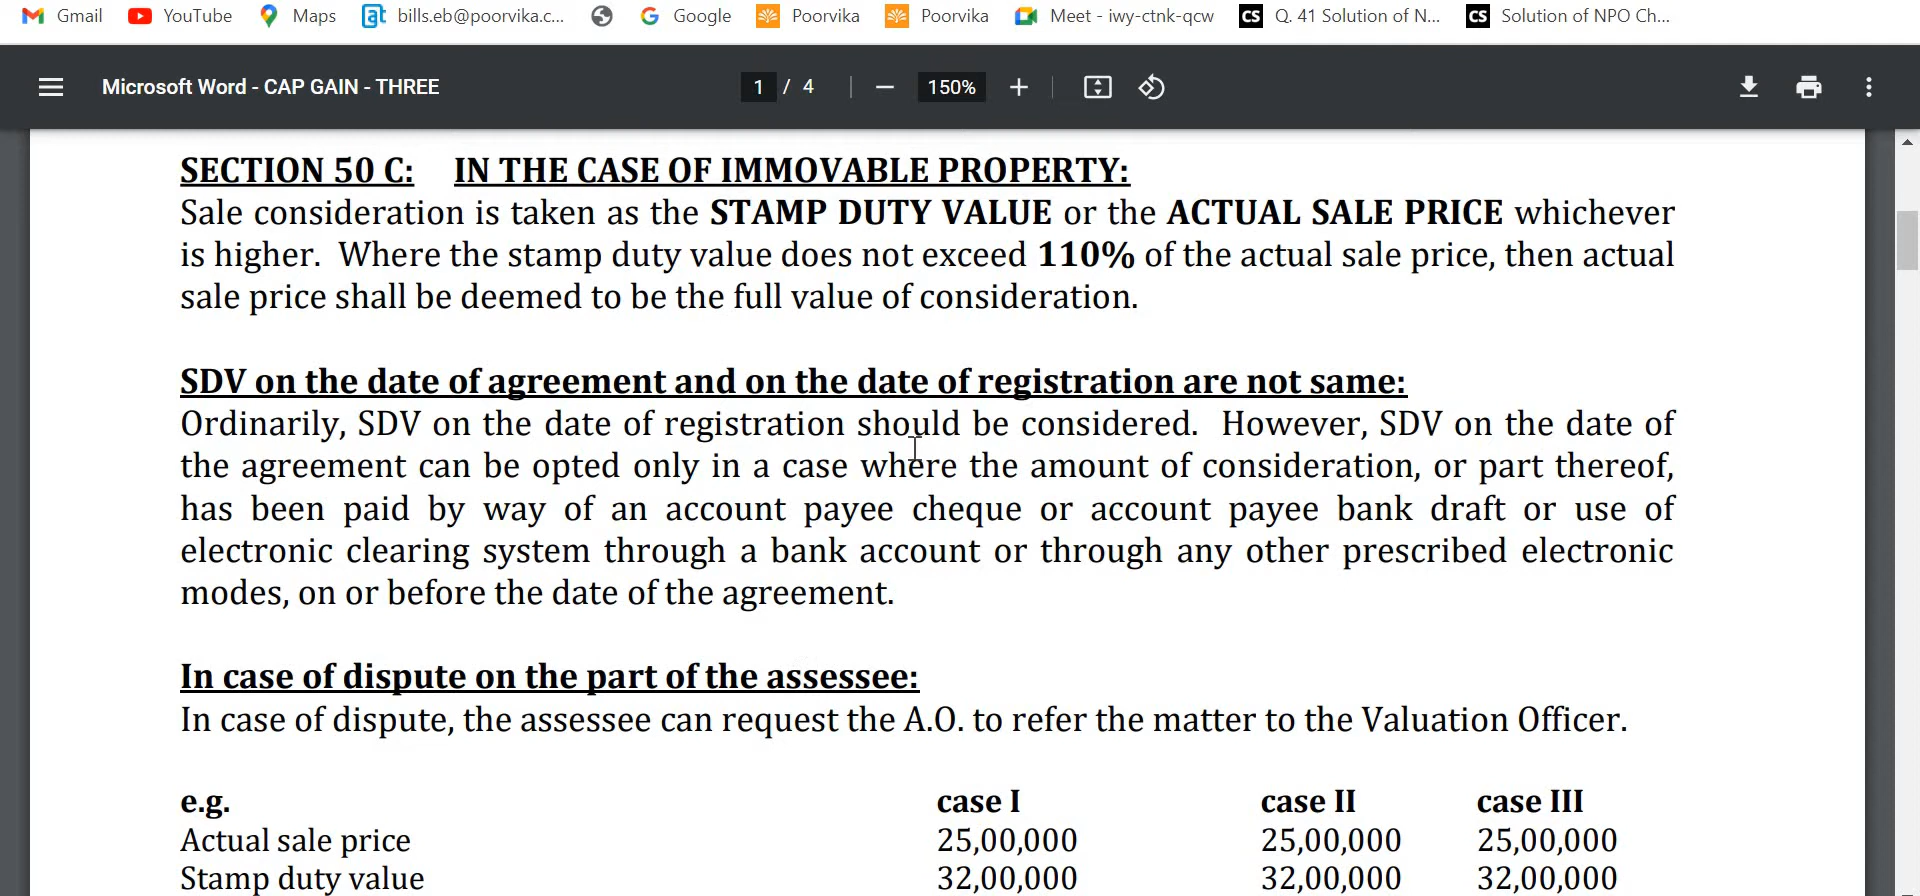 Gmail YouTube Maps bills.eb@poorvika.c... Google Poorvika Poorvika Meet - iwy-ctnk-qcw CS Q. 41 Solution of N... CS Solution of NPO Ch...
Microsoft Word - CAP GAIN - THREE 1 / 4 — 150% +
SECTION 50 C: IN THE CASE OF IMMOVABLE PROPERTY:
Sale consideration is taken as the STAMP DUTY VALUE or the ACTUAL SALE PRICE whichever
is higher. Where the stamp duty value does not exceed 110% of the actual sale price, then actual
sale price shall be deemed to be the full value of consideration.
SDV on the date of agreement and on the date of registration are not same:
Ordinarily, SDV on the date of registration should be considered. However, SDV on the date of
the agreement can be opted only in a case where the amount of consideration, or part thereof,
has been paid by way of an account payee cheque or account payee bank draft or use of
electronic clearing system through a bank account or through any other prescribed electronic
modes, on or before the date of the agreement.
In case of dispute on the part of the assessee:
In case of dispute, the assessee can request the A.O. to refer the matter to the Valuation Officer.
e.g. case I case II case III
Actual sale price 25,00,000 25,00,000 25,00,000
Stamp duty value 32,00,000 32,00,000 32,00,000